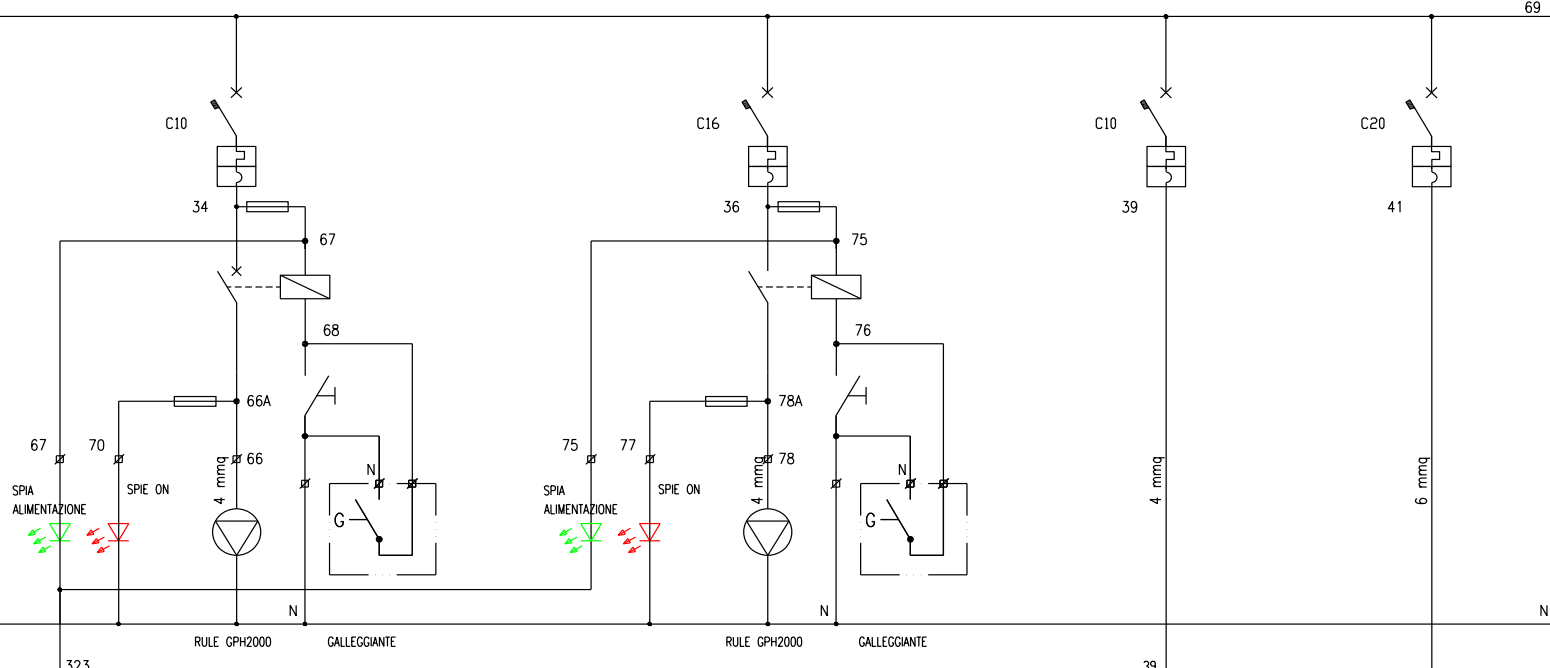 69
C10
C16
C10
C20
34
36
39
41
67
75
68
76
66A
78A
67
70
66
75
77
78
4 mmq
N
4 mmq
N
4 mmq
6 mmq
SPIA
ALIMENTAZIONE
SPIE ON
SPIA
ALIMENTAZIONE
SPIE ON
G
G
N
N
N
RULE GPH2000
GALLEGGIANTE
RULE GPH2000
GALLEGGIANTE
323
39